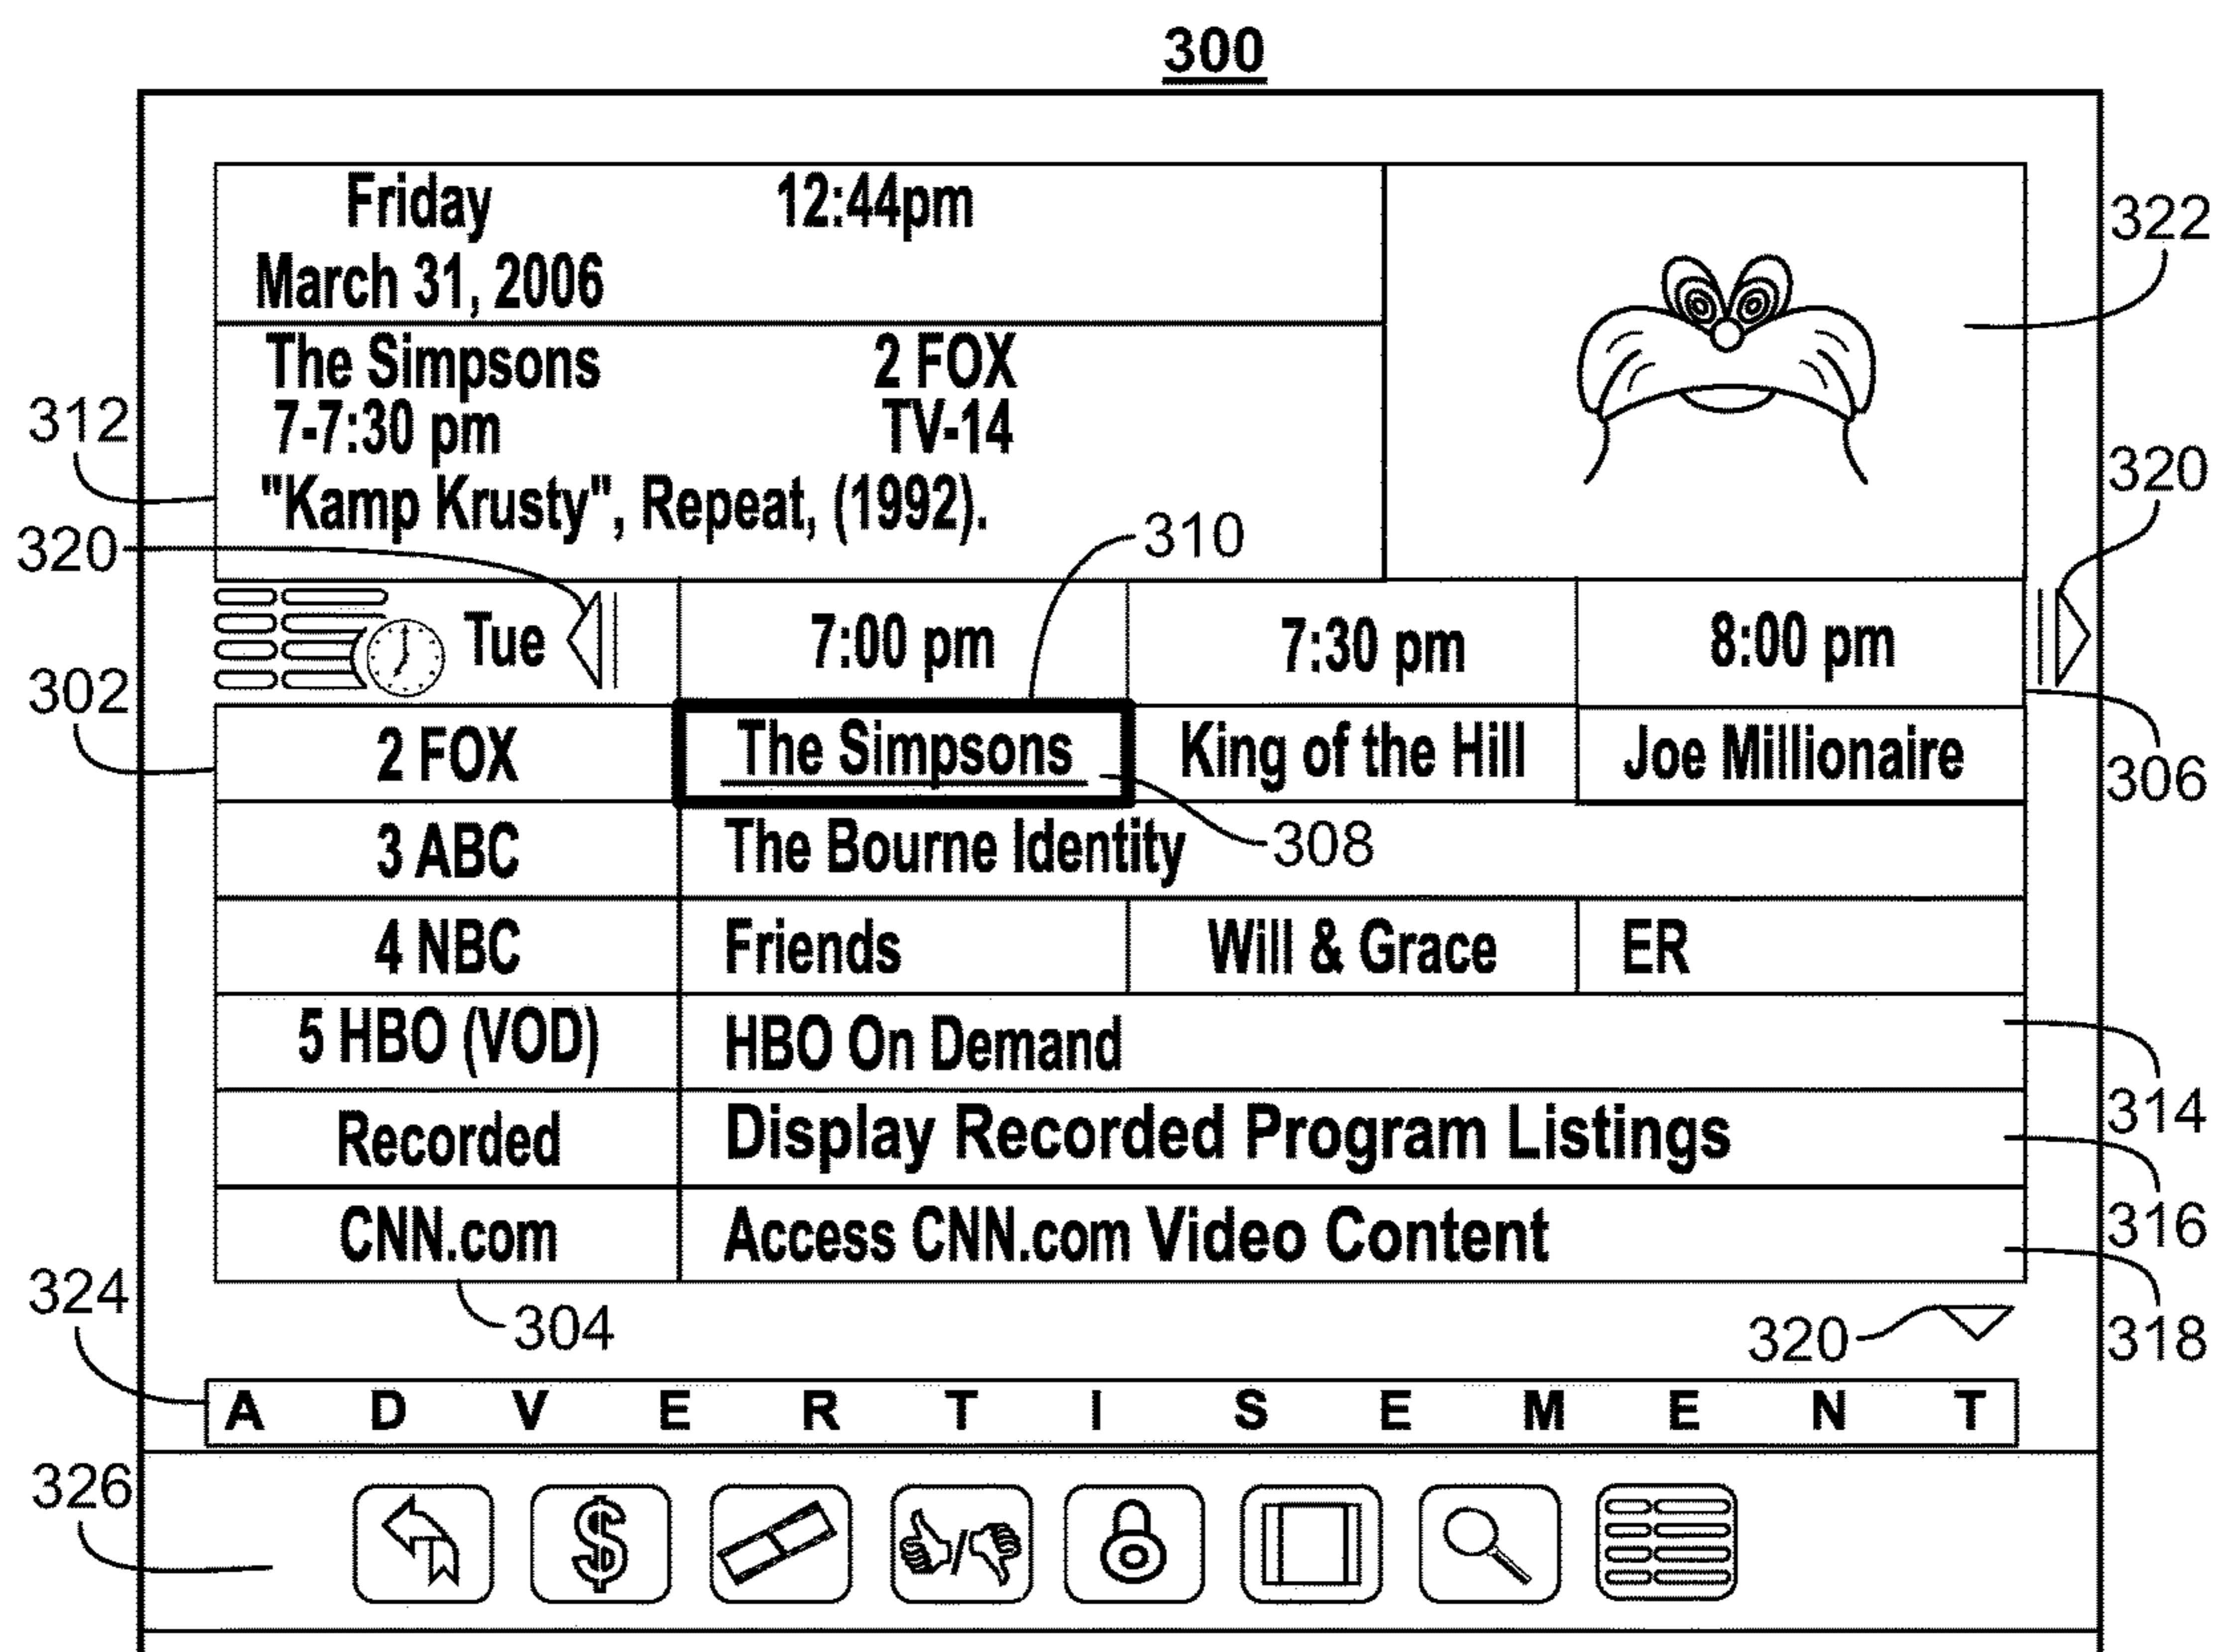 300
Friday 12:44pm
March 31, 2006
322
The Simpsons 2 FOX
312 7-7:30 pm TV-14
320
"Kamp Krusty", Repeat, (1992).
320 310
Tue 7:00 pm 7:30 pm 8:00 pm
302
2 FOX The Simpsons King of the Hill Joe Millionaire
306
3 ABC The Bourne Identity 308
4 NBC Friends Will & Grace ER
5 HBO (VOD) HBO On Demand
314
Recorded Display Recorded Program Listings
316
CNN.com Access CNN.com Video Content
324
304 320 318
A D V E R T I S E M E N T
326
$
/